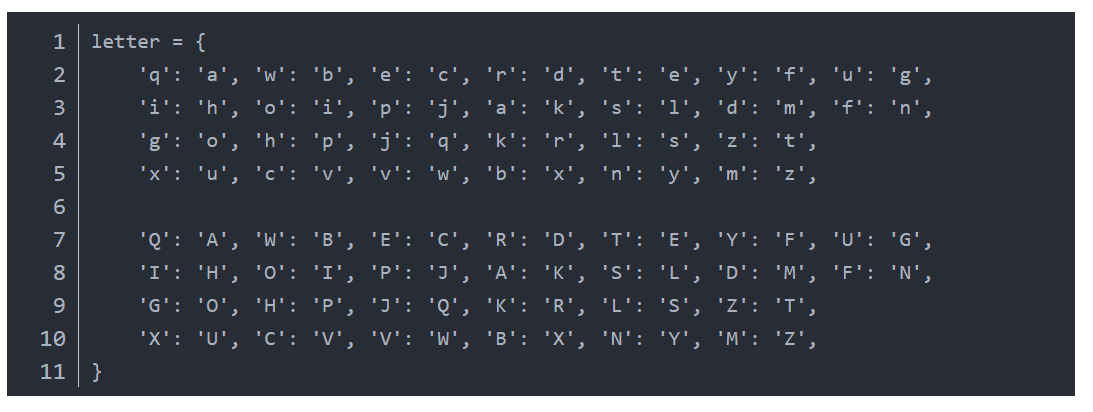 1 letter = {
2 'q': 'a', 'w': 'b', 'e': 'c', 'r': 'd', 't': 'e', 'y': 'f', 'u': 'g',
3 'i': 'h', 'o': 'i', 'p': 'j', 'a': 'k', 's': 'l', 'd': 'm', 'f': 'n',
4 'g': 'o', 'h': 'p', 'j': 'q', 'k': 'r', 'l': 's', 'z': 't',
5 'x': 'u', 'c': 'v', 'v': 'w', 'b': 'x', 'n': 'y', 'm': 'z',
6
7 'Q': 'A', 'W': 'B', 'E': 'C', 'R': 'D', 'T': 'E', 'Y': 'F', 'U': 'G',
8 'I': 'H', 'O': 'I', 'P': 'J', 'A': 'K', 'S': 'L', 'D': 'M', 'F': 'N',
9 'G': 'O', 'H': 'P', 'J': 'Q', 'K': 'R', 'L': 'S', 'Z': 'T',
10 'X': 'U', 'C': 'V', 'V': 'W', 'B': 'X', 'N': 'Y', 'M': 'Z',
11 }